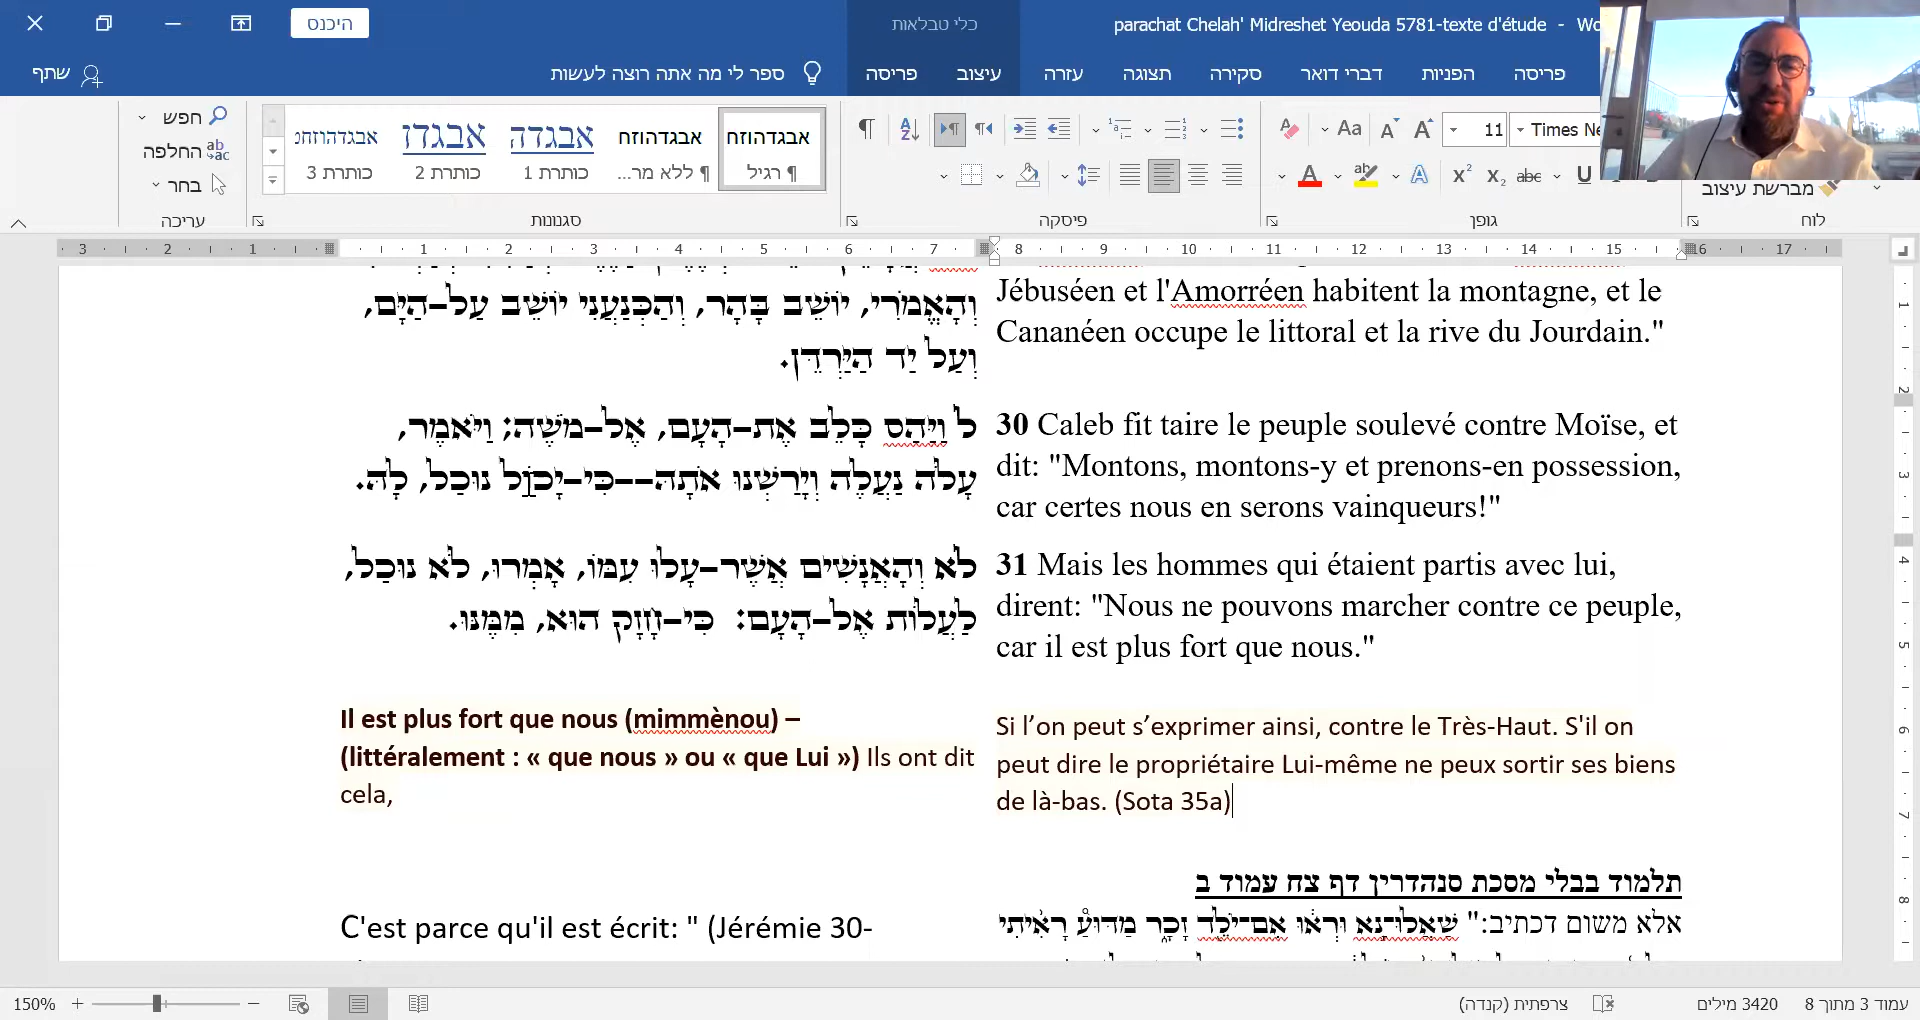 היכנס
כלי טבלאות
parachat Chelah' Midreshet Yeouda 5781-texte d'étude - Wo
פריסה
הפניות
דברי דואר
סקירה
תצוגה
עזרה
עיצוב
פריסה
ספר לי מה אתה רוצה לעשות
שתף
Times Ne
11
מברשת עיצוב
לוח
גופן
פיסקה
אבגדהוזח
אבגדהוזח
אבגדה
אבגדו
אבגדהוזחט
¶ רגיל
¶ ללא מר...
כותרת 1
כותרת 2
כותרת 3
סגנונות
חפש
החלפה
בחר
עריכה
Jébuséen et l'Amorréen habitent la montagne, et le
Cananéen occupe le littoral et la rive du Jourdain."
וְהָאֱמֹרִי, יוֹשֵׁב בָּהָר, וְהַכְּנַעֲנִי יוֹשֵׁב עַל-הַיָּם,
וְעַל יַד הַיַּרְדֵּן.
30 Caleb fit taire le peuple soulevé contre Moïse, et
dit: "Montons, montons-y et prenons-en possession,
car certes nous en serons vainqueurs!"
ל וַיַּהַס כָּלֵב אֶת-הָעָם, אֶל-מֹשֶׁה; וַיֹּאמֶר,
עָלֹה נַעֲלֶה וְיָרַשְׁנוּ אֹתָהּ--כִּי-יָכוֹל נוּכַל, לָהּ.
31 Mais les hommes qui étaient partis avec lui,
dirent: "Nous ne pouvons marcher contre ce peuple,
car il est plus fort que nous."
לא וְהָאֲנָשִׁים אֲשֶׁר-עָלוּ עִמּוֹ, אָמְרוּ, לֹא נוּכַל,
לַעֲלוֹת אֶל-הָעָם: כִּי-חָזָק הוּא, מִמֶּנּוּ.
Il est plus fort que nous (mimmènou) –
(littéralement : « que nous » ou « que Lui ») Ils ont dit
cela,
Si l’on peut s’exprimer ainsi, contre le Très-Haut. S'il on
peut dire le propriétaire Lui-même ne peux sortir ses biens
de là-bas. (Sota 35a)
תלמוד בבלי מסכת סנהדרין דף צח עמוד ב
אלא משום דכתיב:" שַׁאֲלוּ־נָא וּרְאוּ אִם־יֹלֵד זָכָר מַדּוּעַ רָאִיתִי
C'est parce qu'il est écrit: " (Jérémie 30-
עמוד 3 מתוך 8
3420 מילים
צרפתית (קנדה)
150%